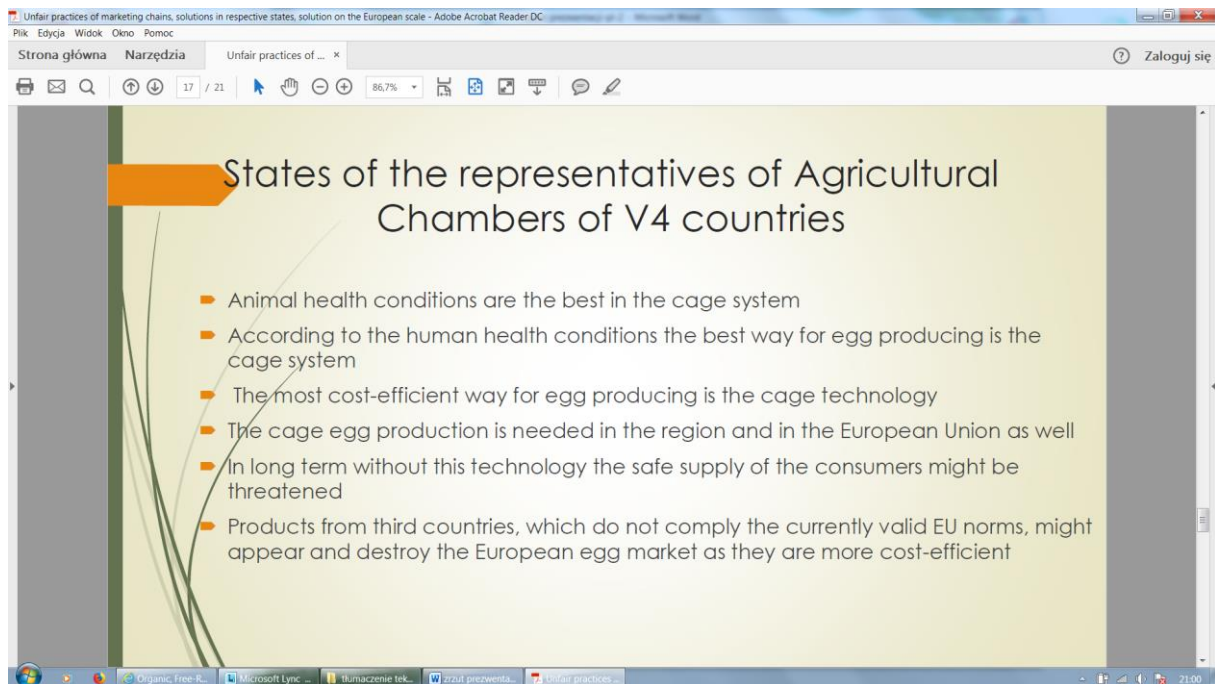 Unfair practices of marketing chains, solutions in respective states, solution on the European scale - Adobe Acrobat Reader DC
Plik Edycja Widok Okno Pomoc
Strona główna Narzędzia Unfair practices of ... × Zaloguj się
17 / 21 86,7%
States of the representatives of Agricultural
Chambers of V4 countries
Animal health conditions are the best in the cage system
According to the human health conditions the best way for egg producing is the
cage system
The most cost-efficient way for egg producing is the cage technology
The cage egg production is needed in the region and in the European Union as well
In long term without this technology the safe supply of the consumers might be
threatened
Products from third countries, which do not comply the currently valid EU norms, might
appear and destroy the European egg market as they are more cost-efficient
Organic, Free-R... Microsoft Lync ... tłumaczenie tek... zrzut prezwenta... Unfair practices ... 21:00